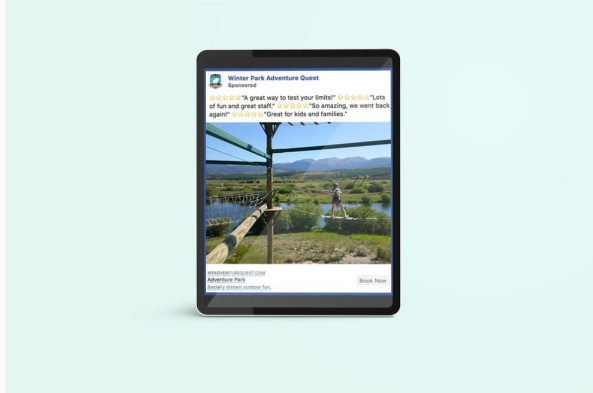 Winter Park Adventure Quest
Sponsored
☆☆☆☆☆"A great way to test your limits!" ☆☆☆☆☆"Lots
of fun and great staff." ☆☆☆☆☆"So amazing, we went back
again!" ☆☆☆☆☆"Great for kids and families."
WPADVENTUREQUEST.COM
Adventure Park
Book Now
Socially distant outdoor fun.